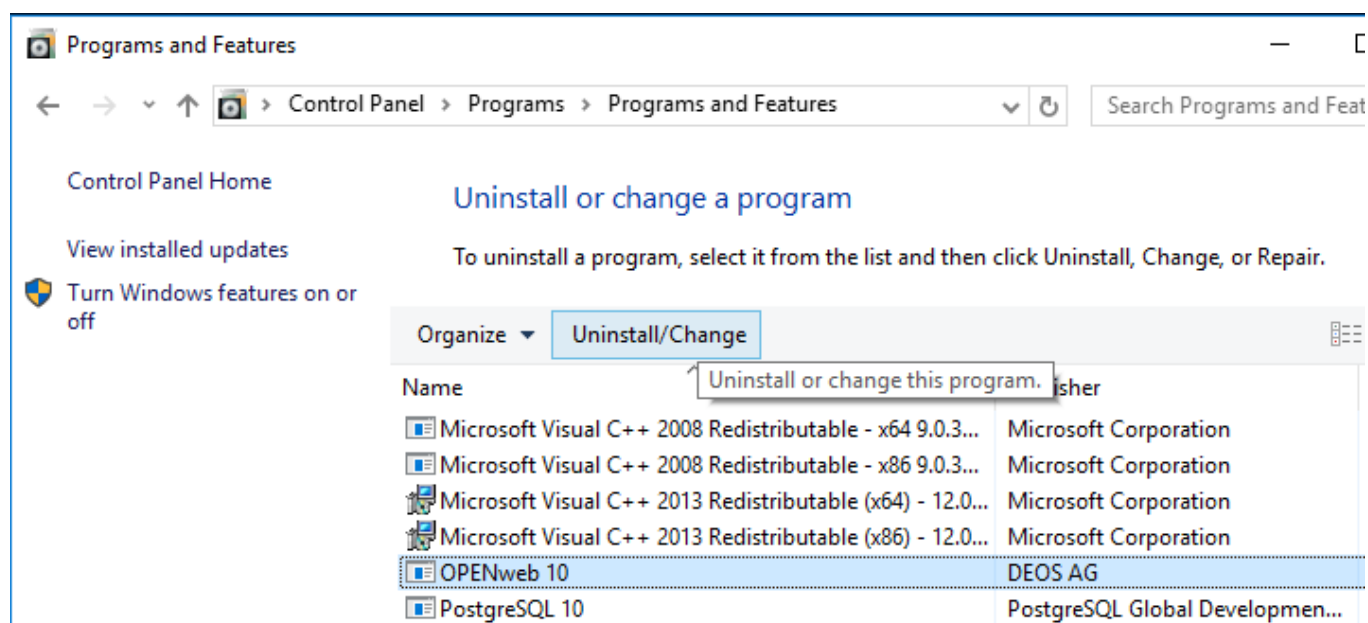 Programs and Features
Control Panel > Programs > Programs and Features
Search Programs and Feat
Control Panel Home
View installed updates
Turn Windows features on or
off
Uninstall or change a program
To uninstall a program, select it from the list and then click Uninstall, Change, or Repair.
Organize
Uninstall/Change
Uninstall or change this program.
Name
isher
Microsoft Visual C++ 2008 Redistributable - x64 9.0.3... Microsoft Corporation
Microsoft Visual C++ 2008 Redistributable - x86 9.0.3... Microsoft Corporation
Microsoft Visual C++ 2013 Redistributable (x64) - 12.0... Microsoft Corporation
Microsoft Visual C++ 2013 Redistributable (x86) - 12.0... Microsoft Corporation
OPENweb 10 DEOS AG
PostgreSQL 10 PostgreSQL Global Developmen...